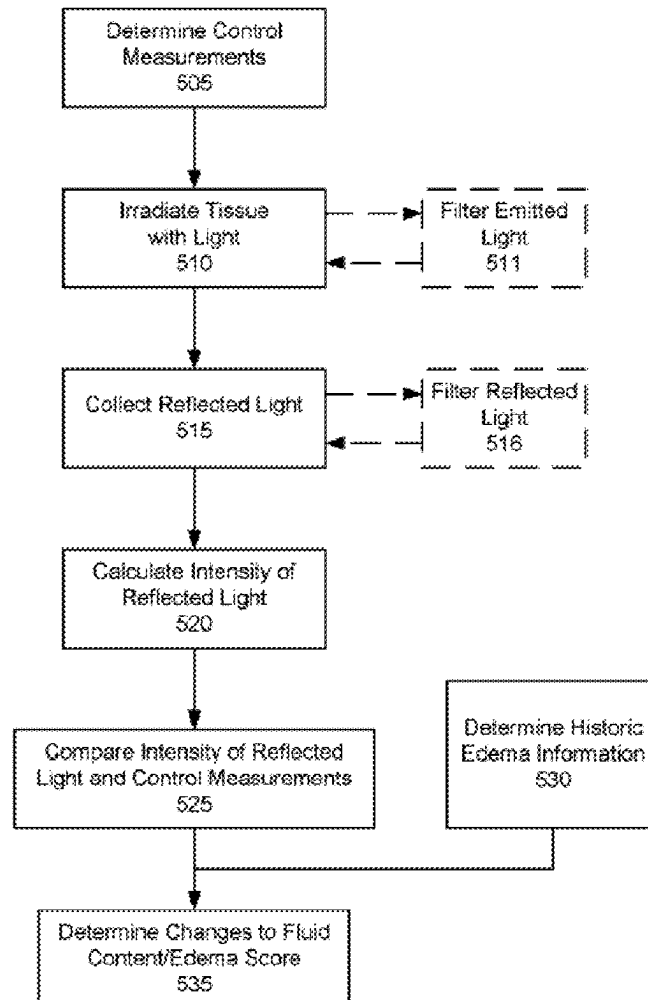 Determine Control
Measurements
505
Irradiate Tissue
with Light
510
Filter Emitted
Light
511
Collect Reflected Light
515
Filter Reflected
Light
516
Calculate Intensity of
Reflected Light
520
Compare Intensity of Reflected
Light and Control Measurements
525
Determine Historic
Edema Information
530
Determine Changes to Fluid
Content/Edema Score
535